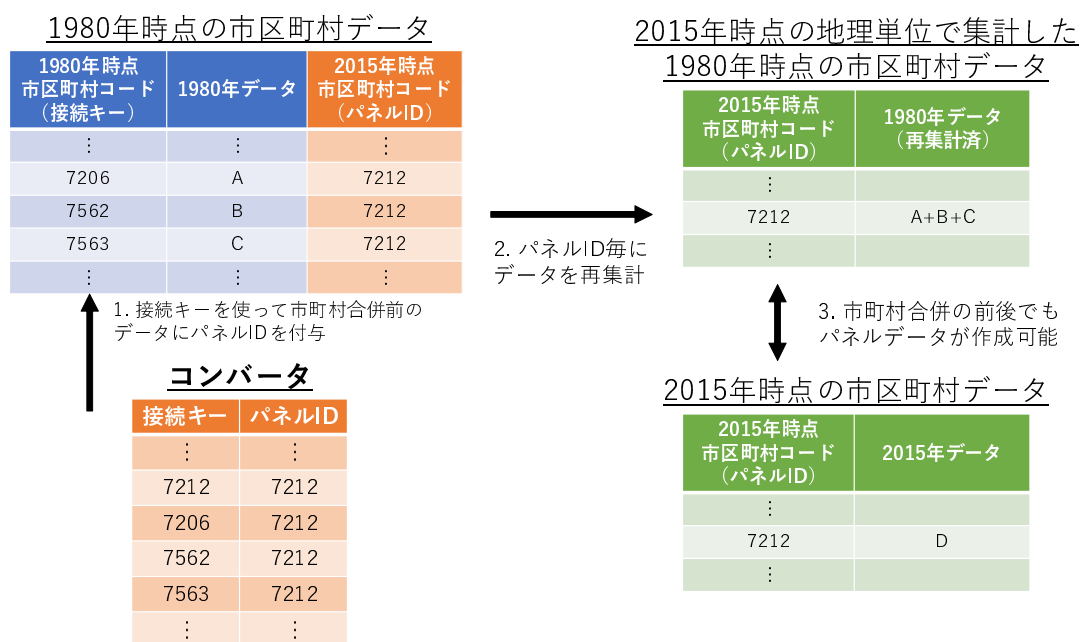 1980年時点の市区町村データ
1980年時点
市区町村コード
（接続キー）
1980年データ
2015年時点
市区町村コード
（パネルID）
⋮ ⋮ ⋮
7206 A 7212
7562 B 7212
7563 C 7212
⋮ ⋮ ⋮
1. 接続キーを使って市町村合併前の
データにパネルIDを付与
コンバータ
接続キー パネルID
⋮ ⋮
7212 7212
7206 7212
7562 7212
7563 7212
⋮ ⋮
2. パネルID毎に
データを再集計
2015年時点の地理単位で集計した
1980年時点の市区町村データ
2015年時点
市区町村コード
（パネルID）
1980年データ
（再集計済）
⋮
7212 A+B+C
⋮
3. 市町村合併の前後でも
パネルデータが作成可能
2015年時点の市区町村データ
2015年時点
市区町村コード
（パネルID）
2015年データ
⋮
7212 D
⋮